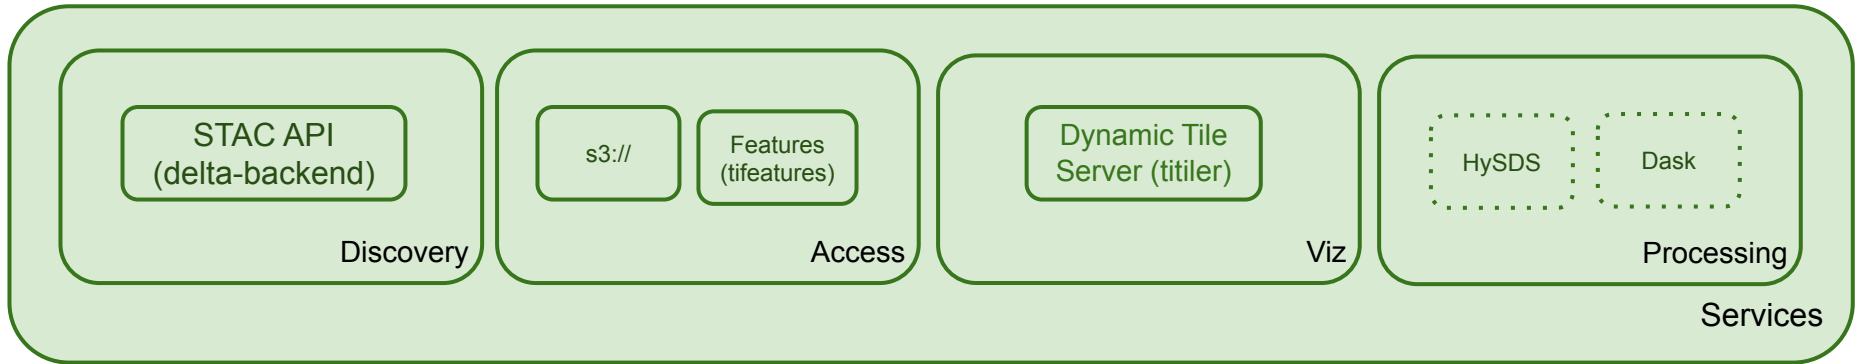 STAC API
(delta-backend)
Discovery
s3://
Features
(tifeatures)
Access
Dynamic Tile
Server (titiler)
Viz
HySDS
Dask
Processing
Services